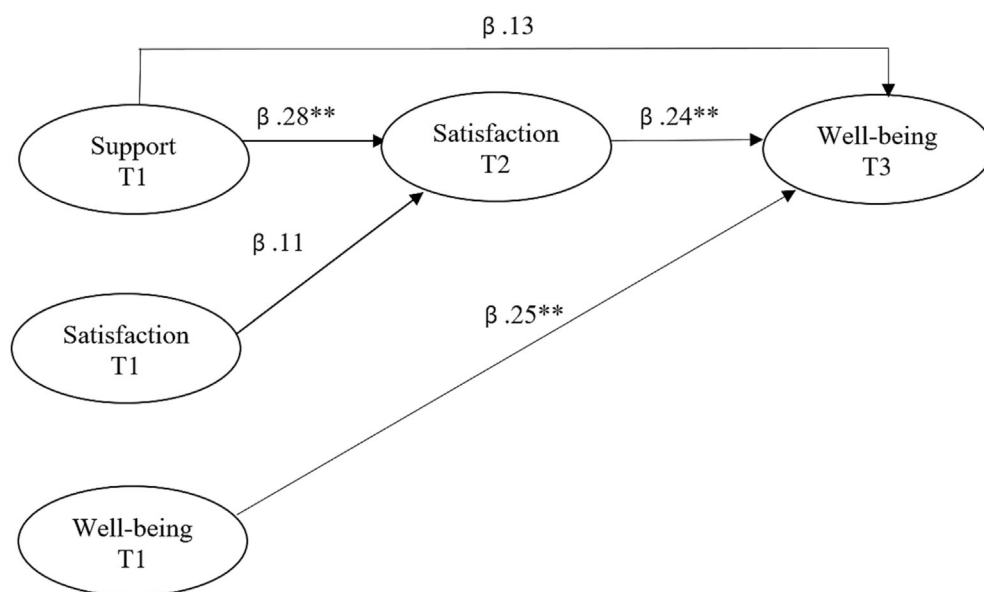 β .13
β .28**
β .24**
Support
T1
Satisfaction
T2
Well-being
T3
β .11
Satisfaction
T1
β .25**
Well-being
T1